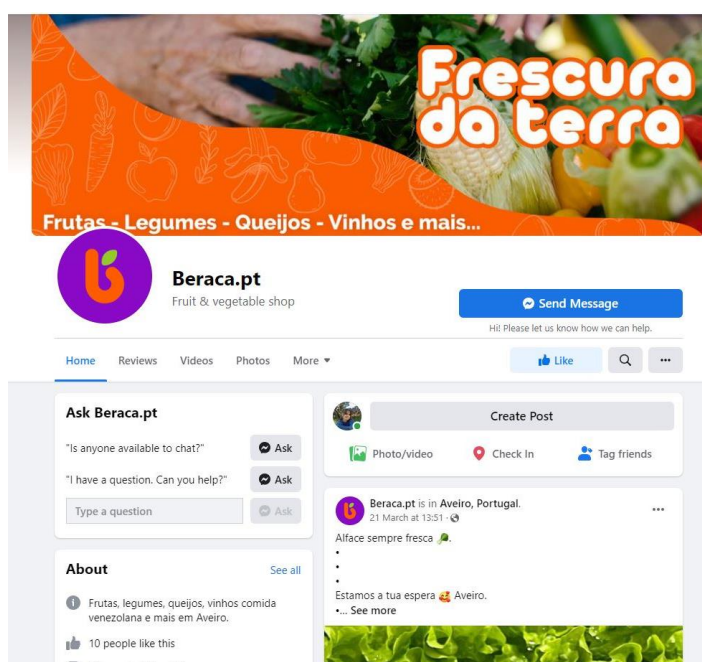 Frescura
da terra
Frutas - Legumes - Queijos - Vinhos e mais...
Beraca.pt
Fruit & vegetable shop
Send Message
Hi! Please let us know how we can help.
Home Reviews Videos Photos More
Like
Ask Beraca.pt
"Is anyone available to chat?" Ask
"I have a question. Can you help?" Ask
Type a question Ask
About See all
Frutas, legumes, queijos, vinhos comida
venezolana e mais em Aveiro.
10 people like this
Create Post
Photo/video Check In Tag friends
Beraca.pt is in Aveiro, Portugal.
21 March at 13:51 ·
Alface sempre fresca 🥬.
•
•
•
Estamos a tua espera 🥰 Aveiro.
•... See more